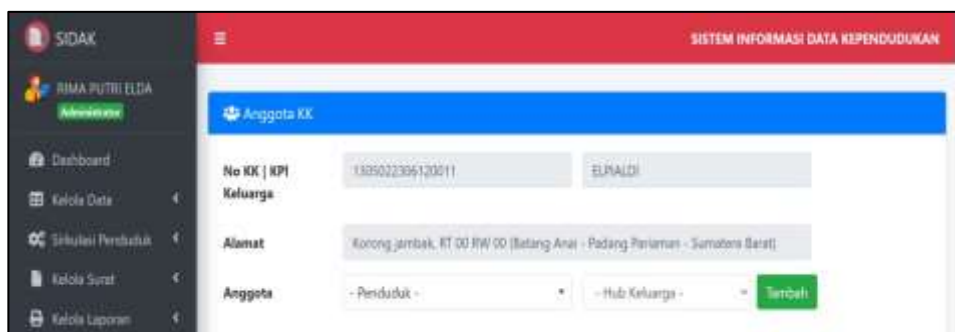 SIDAK
SISTEM INFORMASI DATA KEPENDUDUKAN
RIMA PUTRI ELDA
Administrator
Anggota KK
Dashboard
Kelola Data
Sirkulasi Penduduk
Kelola Surat
Kelola Laporan
No KK | KPI Keluarga
1305022306120011
ELPIALDI
Alamat
Korong jambak, RT 00 RW 00 (Batang Anai - Padang Pariaman - Sumatera Barat)
Anggota
- Penduduk -
- Hub Keluarga -
Tambah